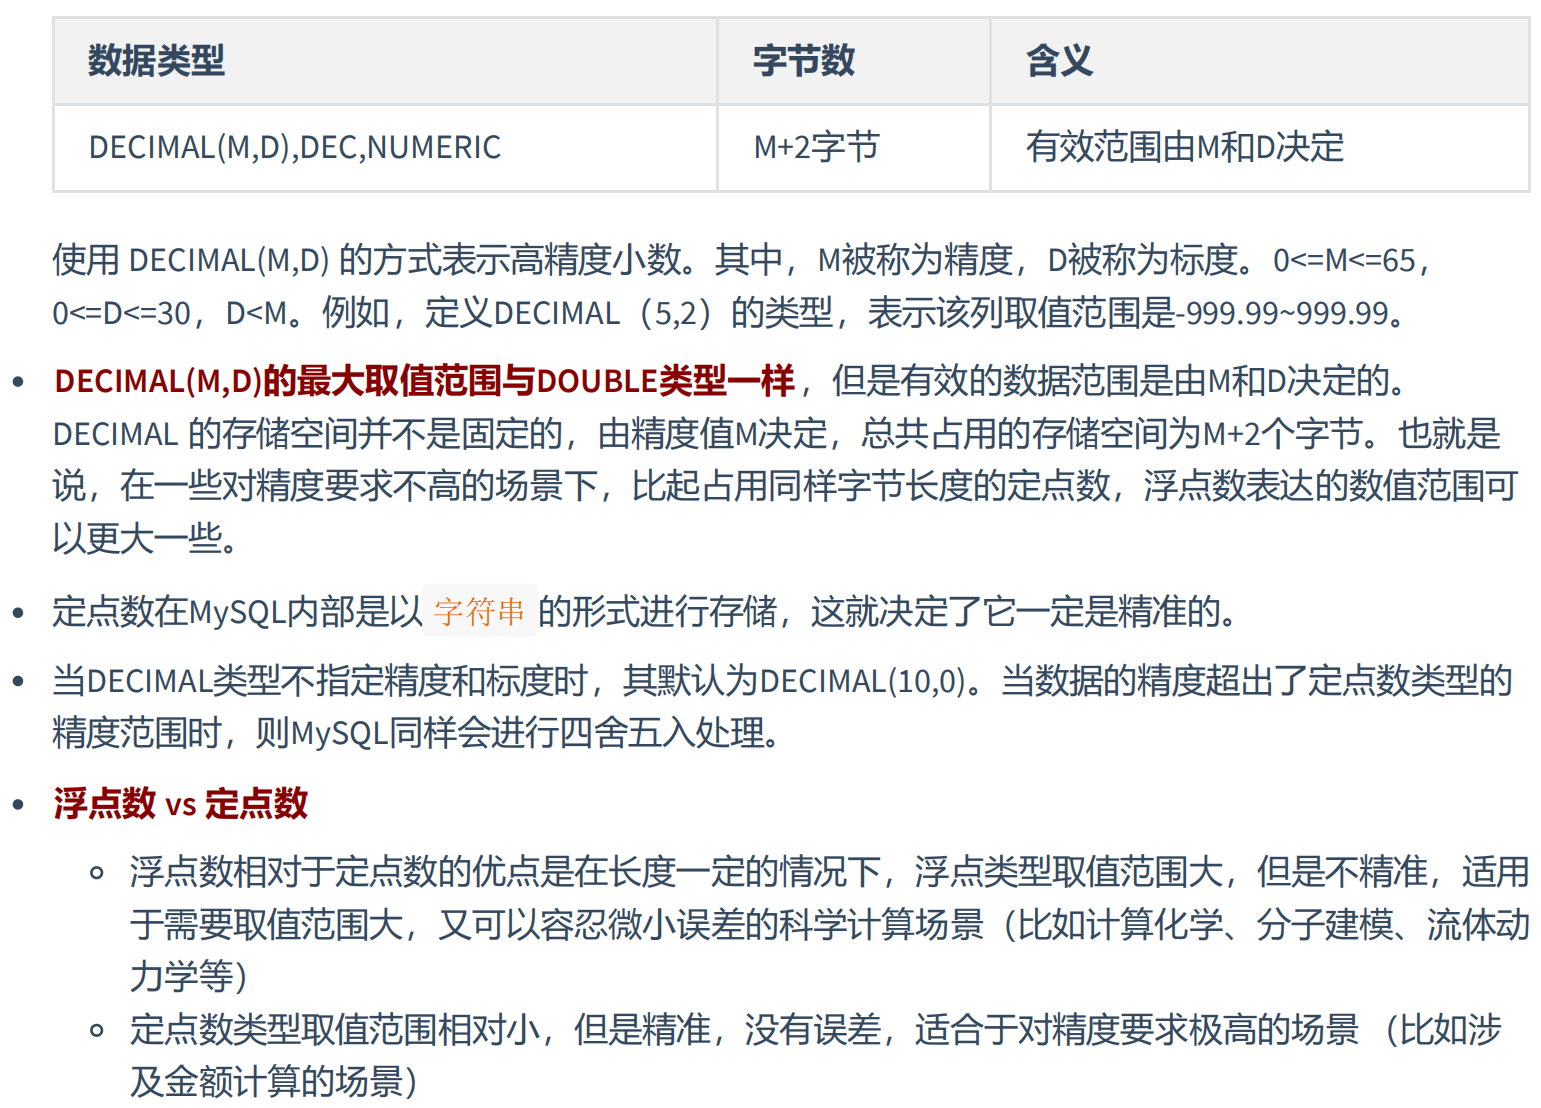 数据类型 字节数 含义
DECIMAL(M,D),DEC,NUMERIC M+2字节 有效范围由M和D决定
使用 DECIMAL(M,D) 的方式表示高精度小数。其中，M被称为精度，D被称为标度。0<=M<=65，
0<=D<=30，D<M。例如，定义DECIMAL（5,2）的类型，表示该列取值范围是-999.99~999.99。
• DECIMAL(M,D)的最大取值范围与DOUBLE类型一样，但是有效的数据范围是由M和D决定的。
DECIMAL 的存储空间并不是固定的，由精度值M决定，总共占用的存储空间为M+2个字节。也就是
说，在一些对精度要求不高的场景下，比起占用同样字节长度的定点数，浮点数表达的数值范围可
以更大一些。
• 定点数在MySQL内部是以 字符串 的形式进行存储，这就决定了它一定是精准的。
• 当DECIMAL类型不指定精度和标度时，其默认为DECIMAL(10,0)。当数据的精度超出了定点数类型的
精度范围时，则MySQL同样会进行四舍五入处理。
• 浮点数 vs 定点数
◦ 浮点数相对于定点数的优点是在长度一定的情况下，浮点类型取值范围大，但是不精准，适用
于需要取值范围大，又可以容忍微小误差的科学计算场景（比如计算化学、分子建模、流体动
力学等）
◦ 定点数类型取值范围相对小，但是精准，没有误差，适合于对精度要求极高的场景 （比如涉
及金额计算的场景）